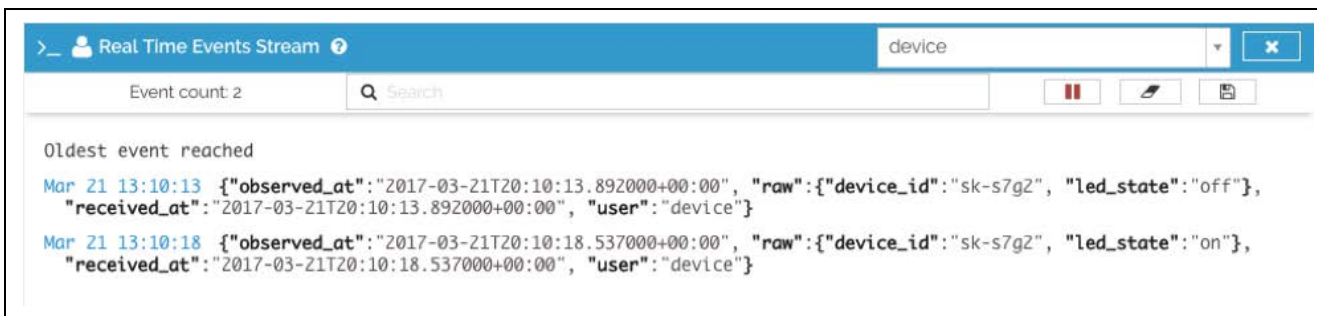 >_ Real Time Events Stream ?
device
Event count: 2
Search
Oldest event reached
Mar 21 13:10:13 {"observed_at":"2017-03-21T20:10:13.892000+00:00", "raw":{"device_id":"sk-s7g2", "led_state":"off"},
"received_at":"2017-03-21T20:10:13.892000+00:00", "user":"device"}
Mar 21 13:10:18 {"observed_at":"2017-03-21T20:10:18.537000+00:00", "raw":{"device_id":"sk-s7g2", "led_state":"on"},
"received_at":"2017-03-21T20:10:18.537000+00:00", "user":"device"}